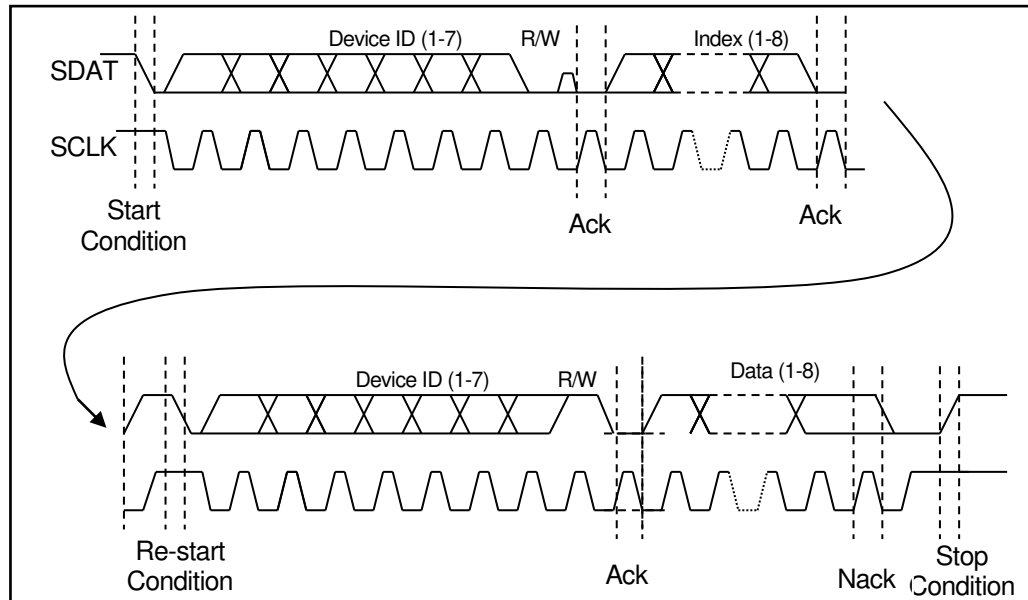 Device ID (1-7) R/W Index (1-8)
SDAT
SCLK
Start
Condition
Ack
Ack
Device ID (1-7) R/W Data (1-8)
Re-start
Condition
Ack
Nack
Stop
Condition